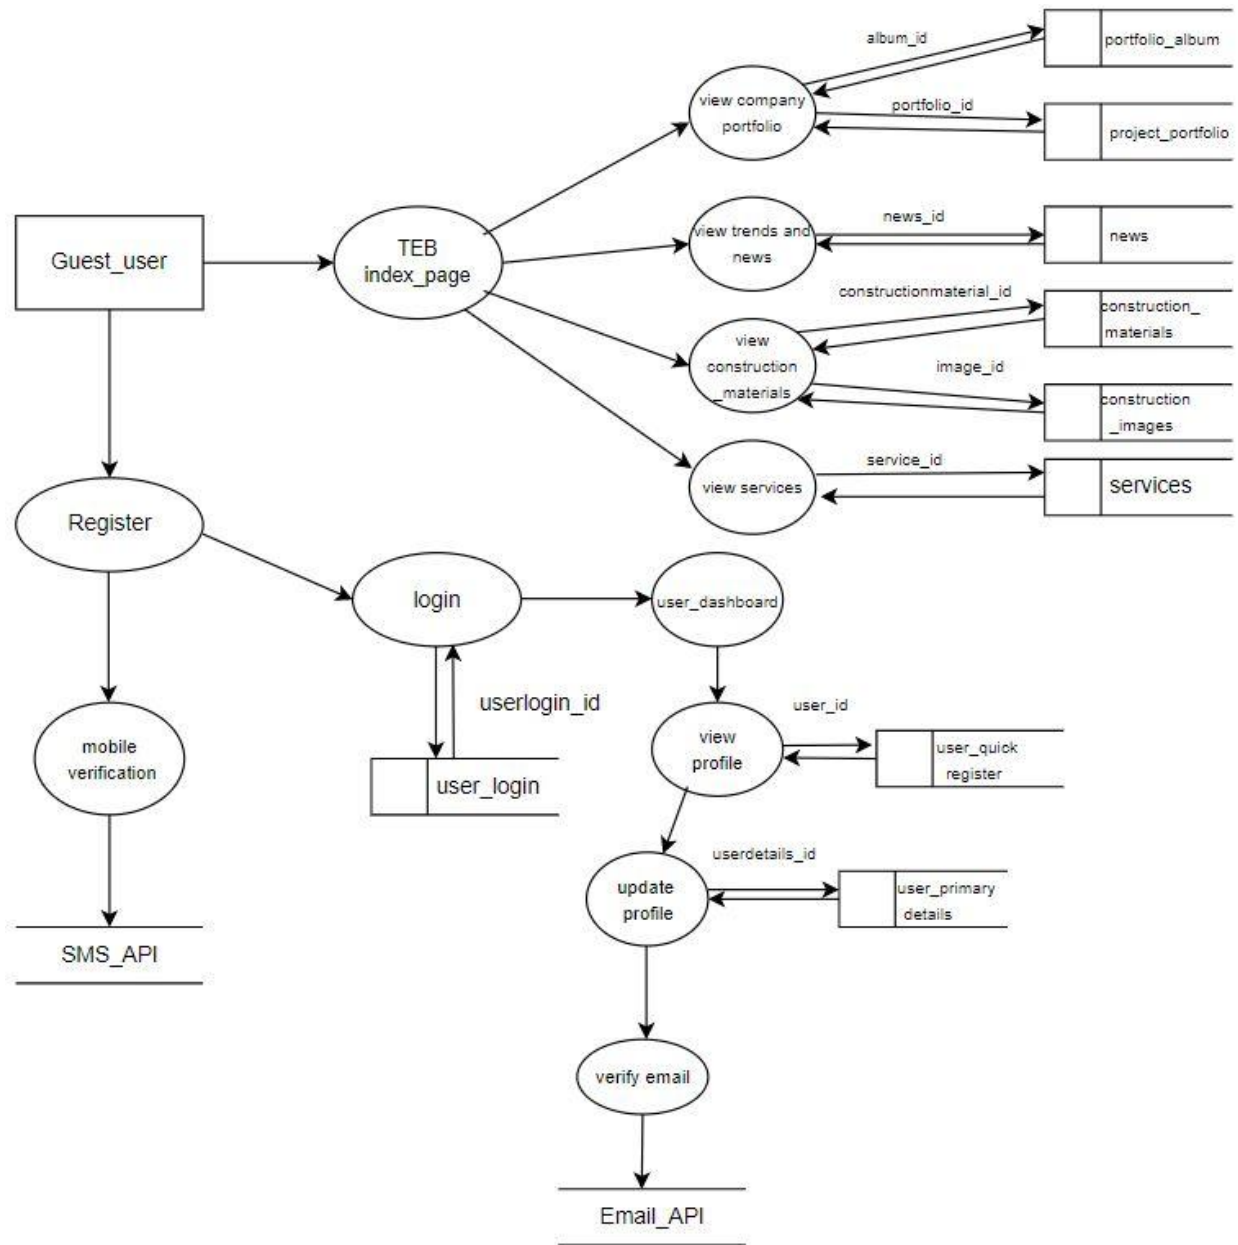 album_id
portfolio_album
view company
portfolio
portfolio_id
project_portfolio
Guest_user
TEB
index_page
view trends and
news
news_id
news
constructionmaterial_id
construction_
materials
view
construction
_materials
image_id
construction
_images
view services
service_id
services
Register
login
user_dashboard
userlogin_id
user_login
mobile
verification
SMS_API
view
profile
user_id
user_quick
register
update
profile
userdetails_id
user_primary
details
verify email
Email_API